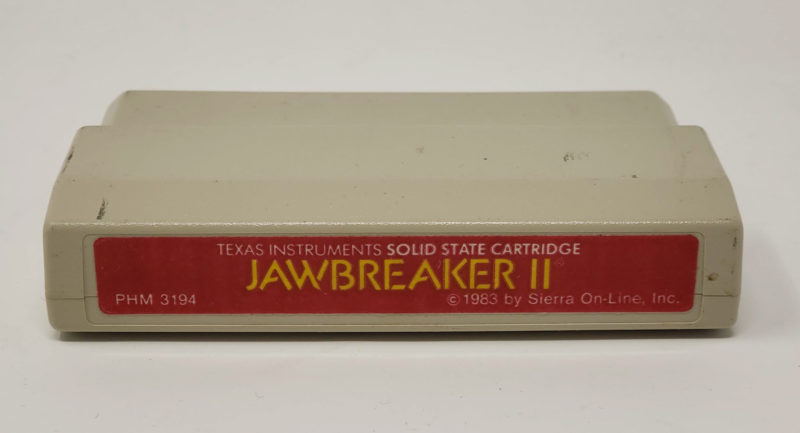 TEXAS INSTRUMENTS SOLID STATE CARTRIDGE
JAWBREAKER II®
PHM 3194 © 1983 by Sierra On-Line, Inc.